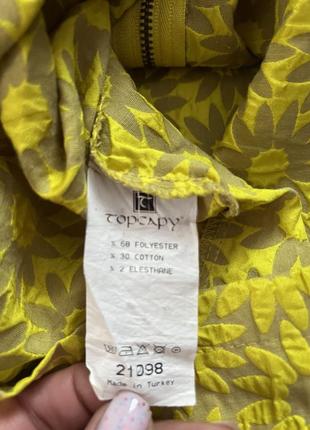 TOPCAPY
% 68 POLYESTER
% 30 COTTON
% 2 ELESTHANE
21098
Made in Turkey